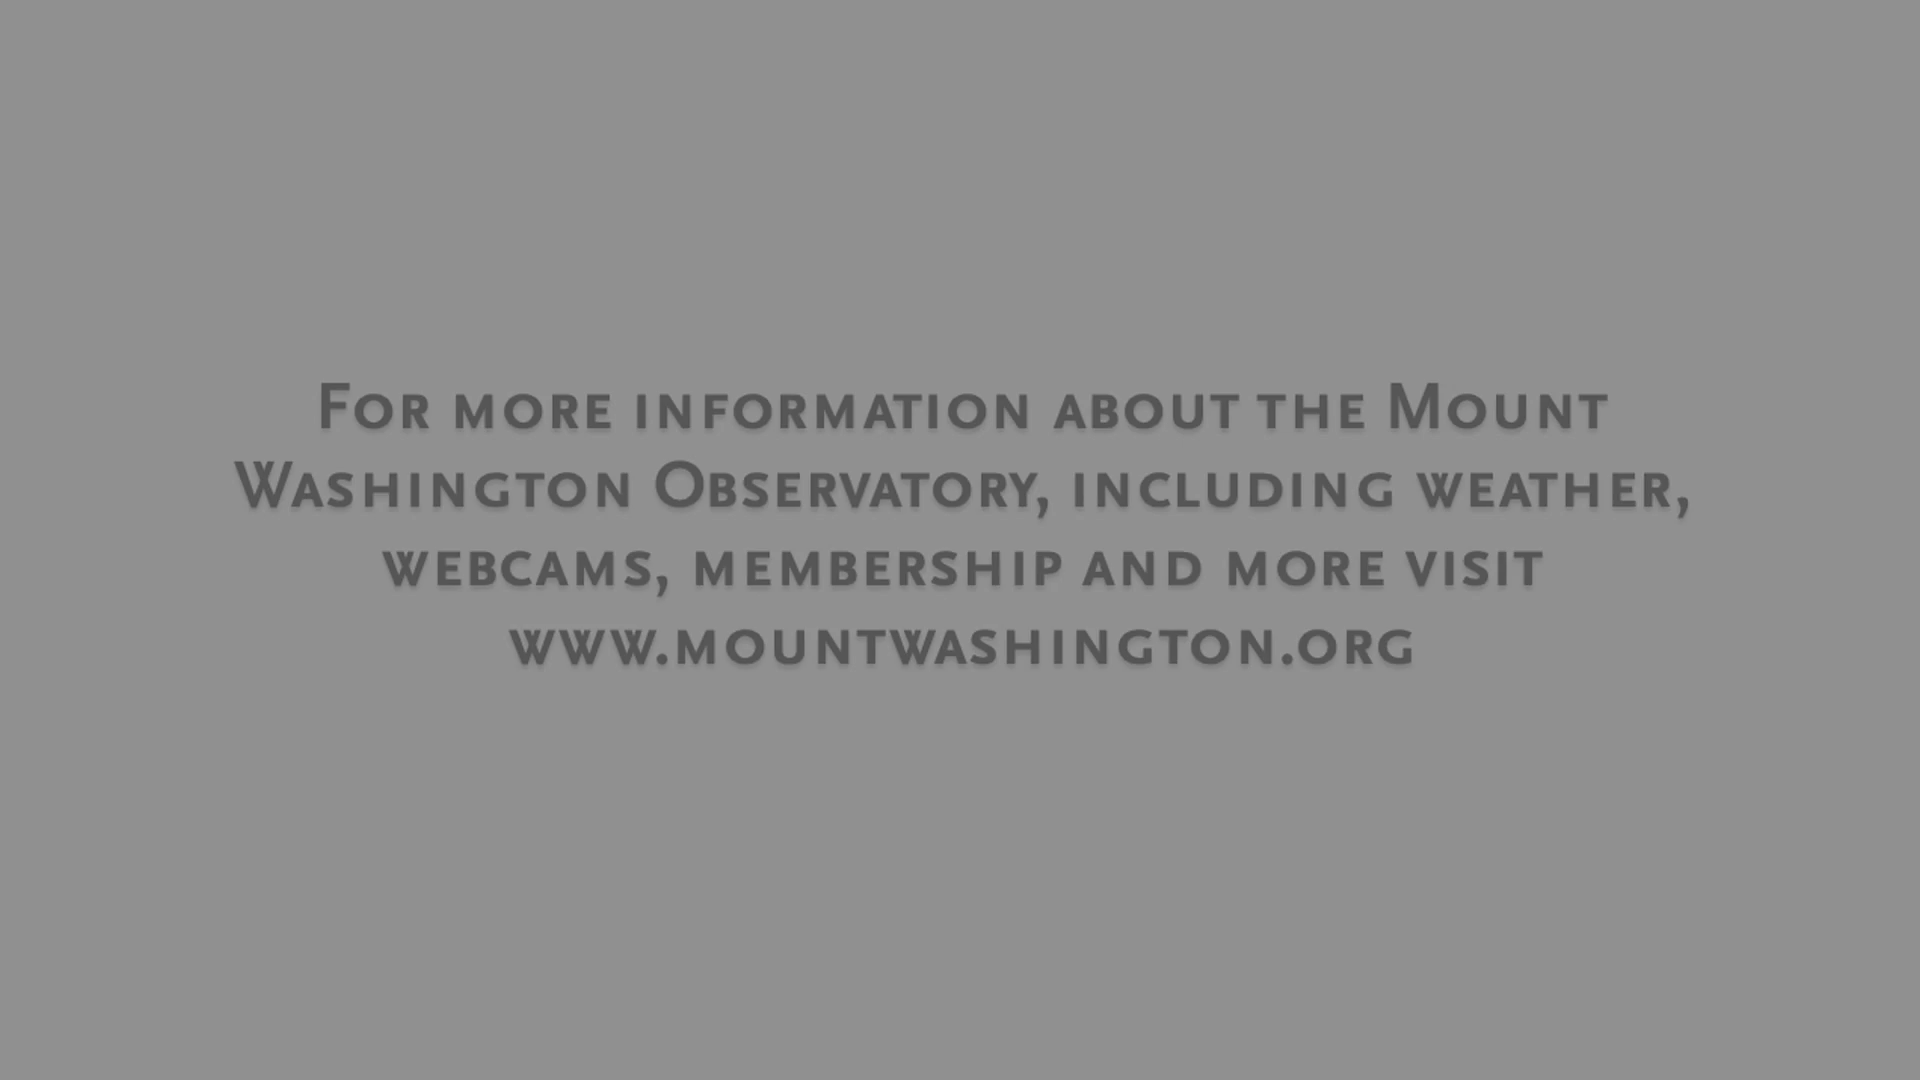 For more information about the Mount
Washington Observatory, including weather,
webcams, membership and more visit
www.mountwashington.org